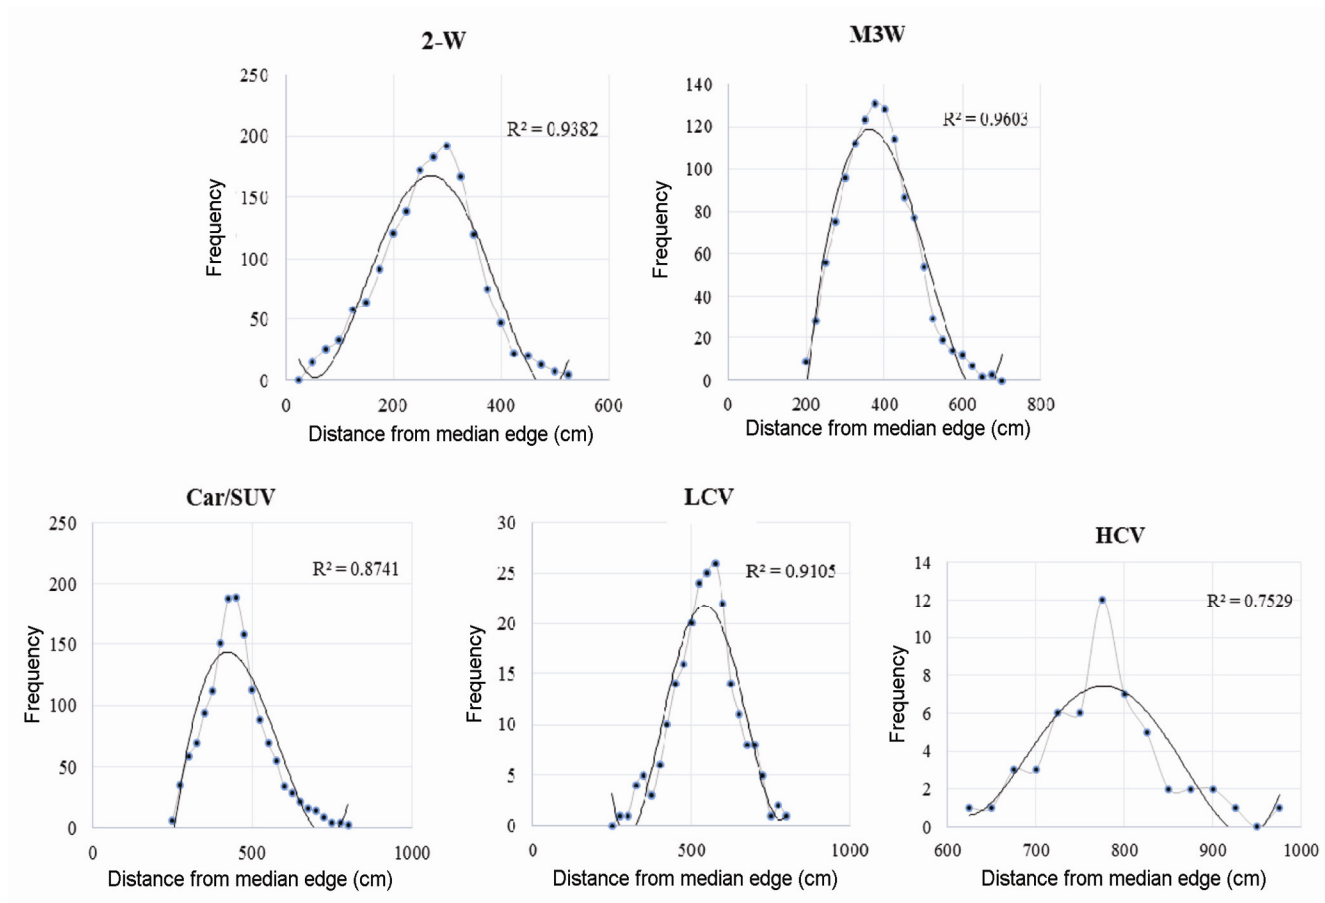 2-W
250
200
150
100
50
0
0 200 400 600
R² = 0.9382
Frequency
Distance from median edge (cm)
M3W
140
120
100
80
60
40
20
0
0 200 400 600 800
R² = 0.9603
Frequency
Distance from median edge (cm)
Car/SUV
250
200
150
100
50
0
0 500 1000
R² = 0.8741
Frequency
Distance from median edge (cm)
LCV
30
25
20
15
10
5
0
0 500 1000
R² = 0.9105
Frequency
Distance from median edge (cm)
HCV
14
12
10
8
6
4
2
0
600 700 800 900 1000
R² = 0.7529
Frequency
Distance from median edge (cm)